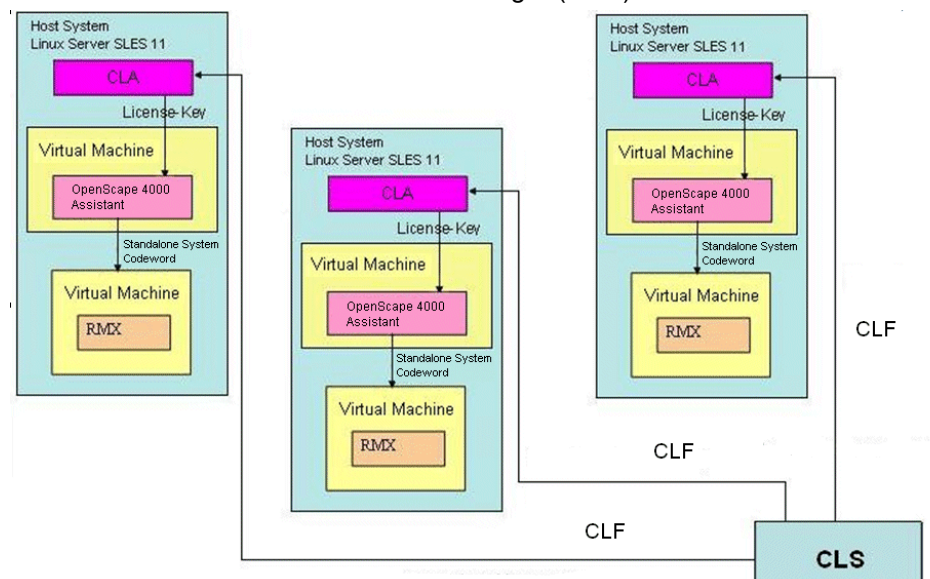 Host System
Linux Server SLES 11
CLA
License-Key
Virtual Machine
OpenScape 4000
Assistant
Standalone System
Codeword
Virtual Machine
RMX
Host System
Linux Server SLES 11
CLA
License-Key
Virtual Machine
OpenScape 4000
Assistant
Standalone System
Codeword
Virtual Machine
RMX
Host System
Linux Server SLES 11
CLA
License-Key
Virtual Machine
OpenScape 4000
Assistant
Standalone System
Codeword
Virtual Machine
RMX
CLF
CLF
CLF
CLS